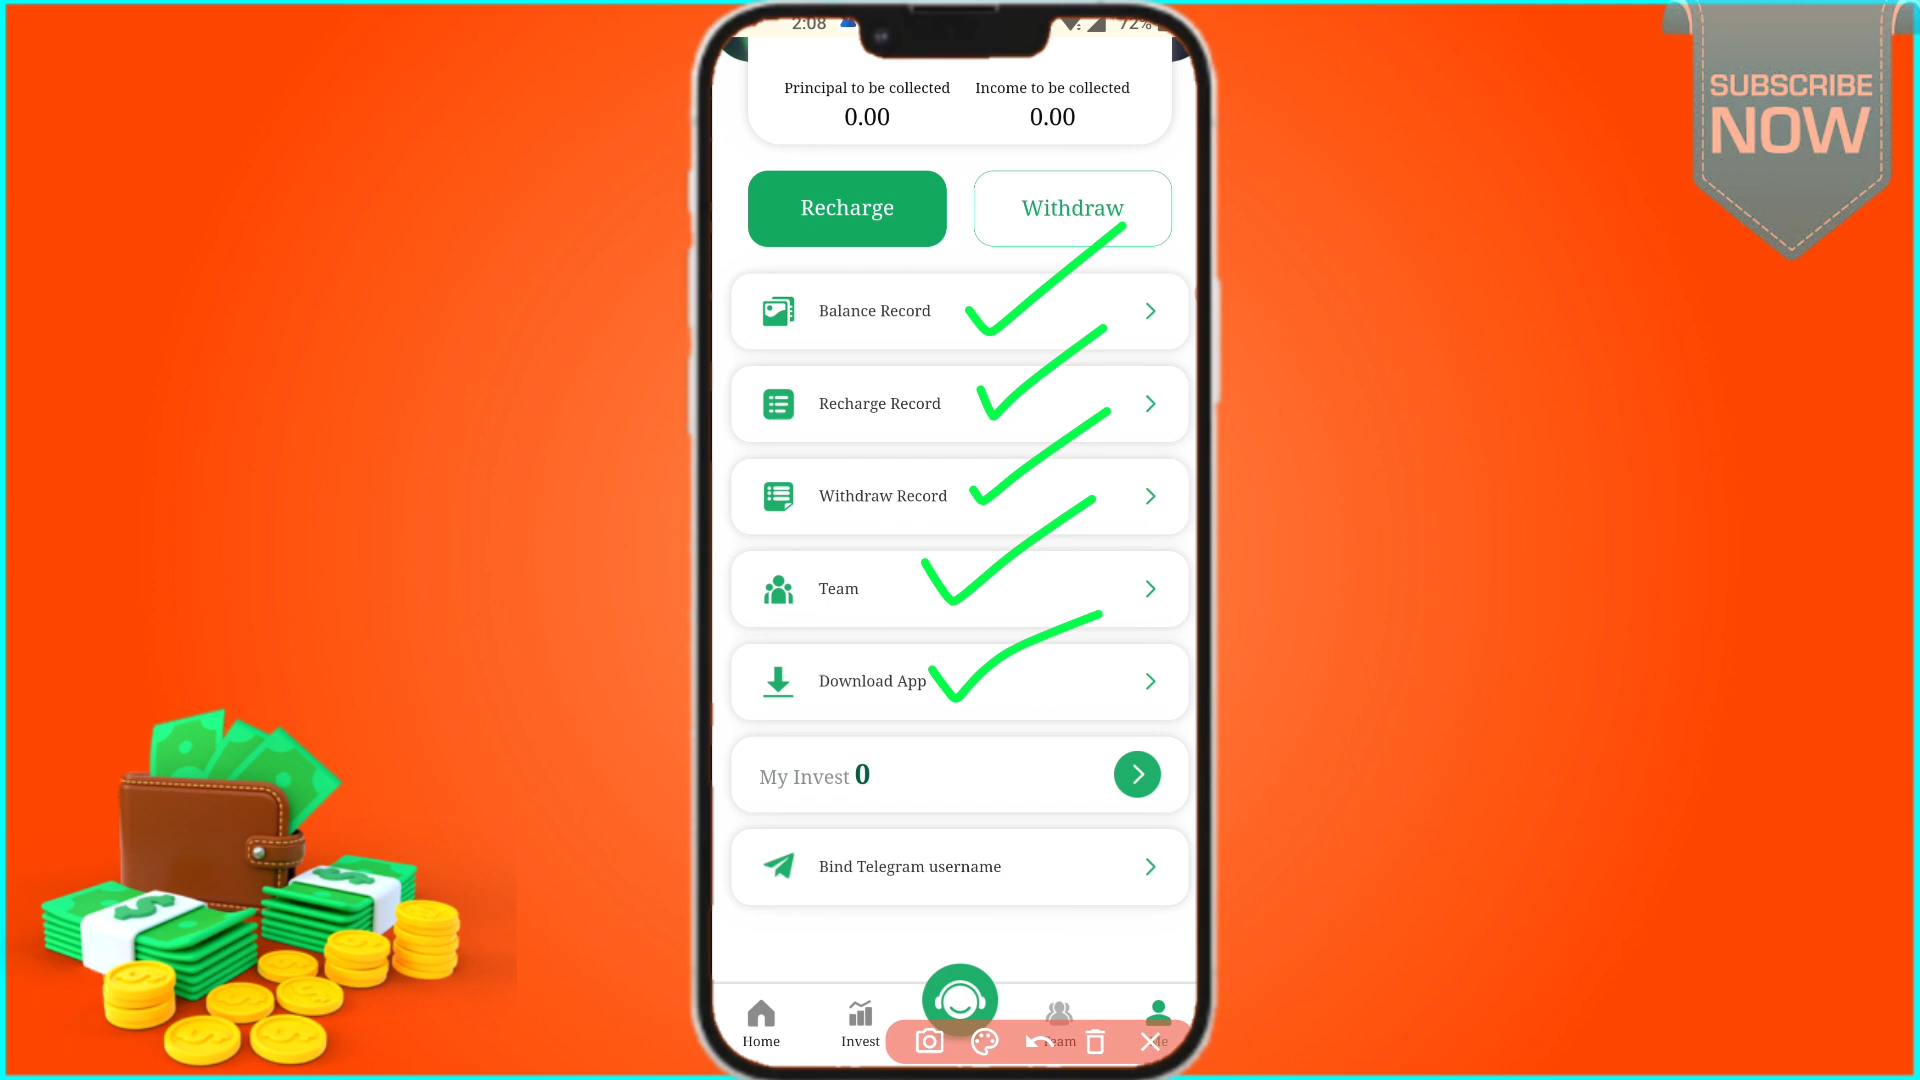 2:08
72%
SUBSCRIBE
NOW
Principal to be collected
Income to be collected
0.00
0.00
Recharge
Withdraw
Balance Record
Recharge Record
Withdraw Record
Team
Download App
My Invest 0
Bind Telegram username
Home
Invest